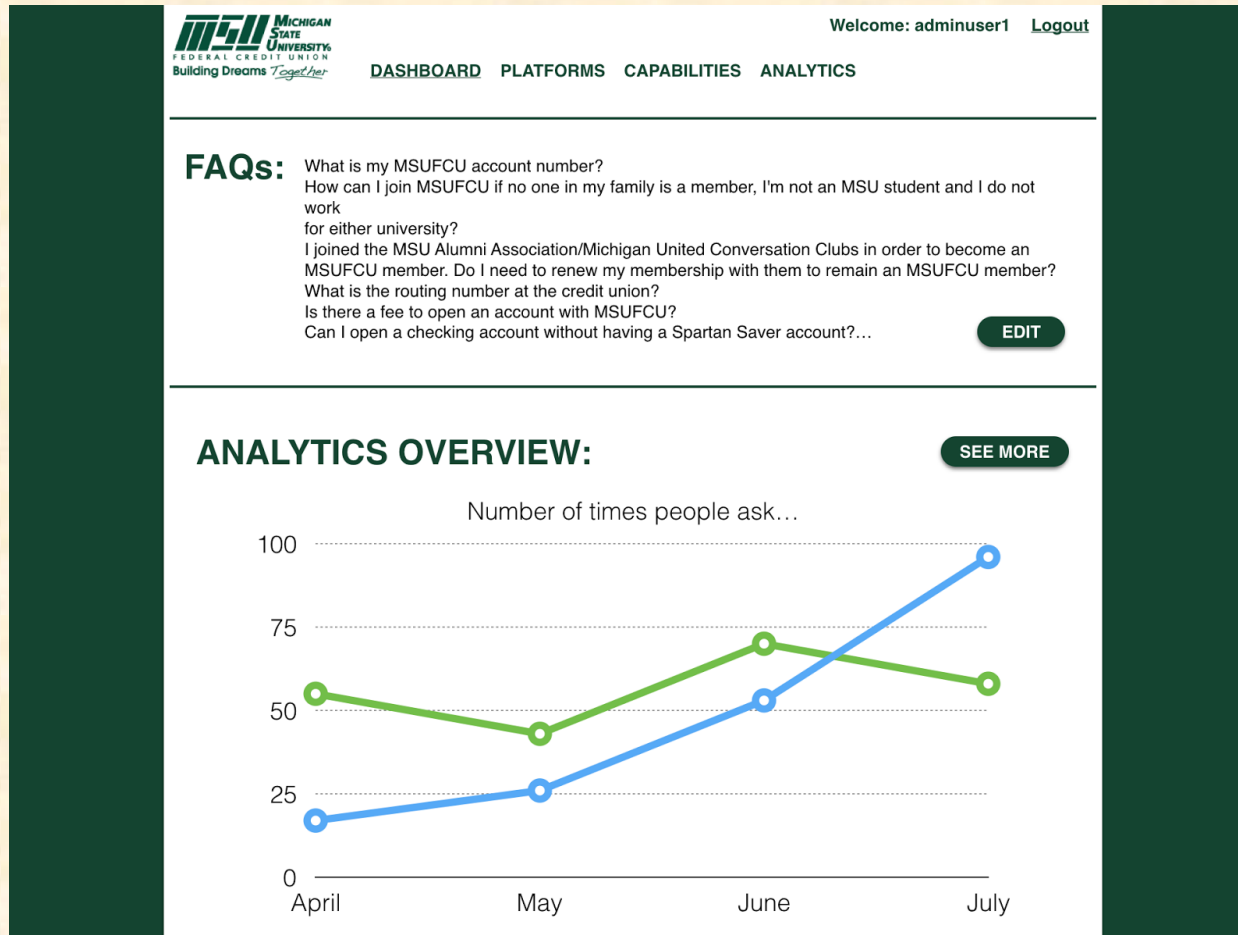 MICHIGAN
STATE
UNIVERSITY
MSU
FEDERAL CREDIT UNION
Building Dreams Together
Welcome: adminuser1 Logout
DASHBOARD PLATFORMS CAPABILITIES ANALYTICS
FAQs:
What is my MSUFCU account number?
How can I join MSUFCU if no one in my family is a member, I'm not an MSU student and I do not
work
for either university?
I joined the MSU Alumni Association/Michigan United Conversation Clubs in order to become an
MSUFCU member. Do I need to renew my membership with them to remain an MSUFCU member?
What is the routing number at the credit union?
Is there a fee to open an account with MSUFCU?
Can I open a checking account without having a Spartan Saver account?…
EDIT
ANALYTICS OVERVIEW:
SEE MORE
Number of times people ask…
100
75
50
25
0
April May June July